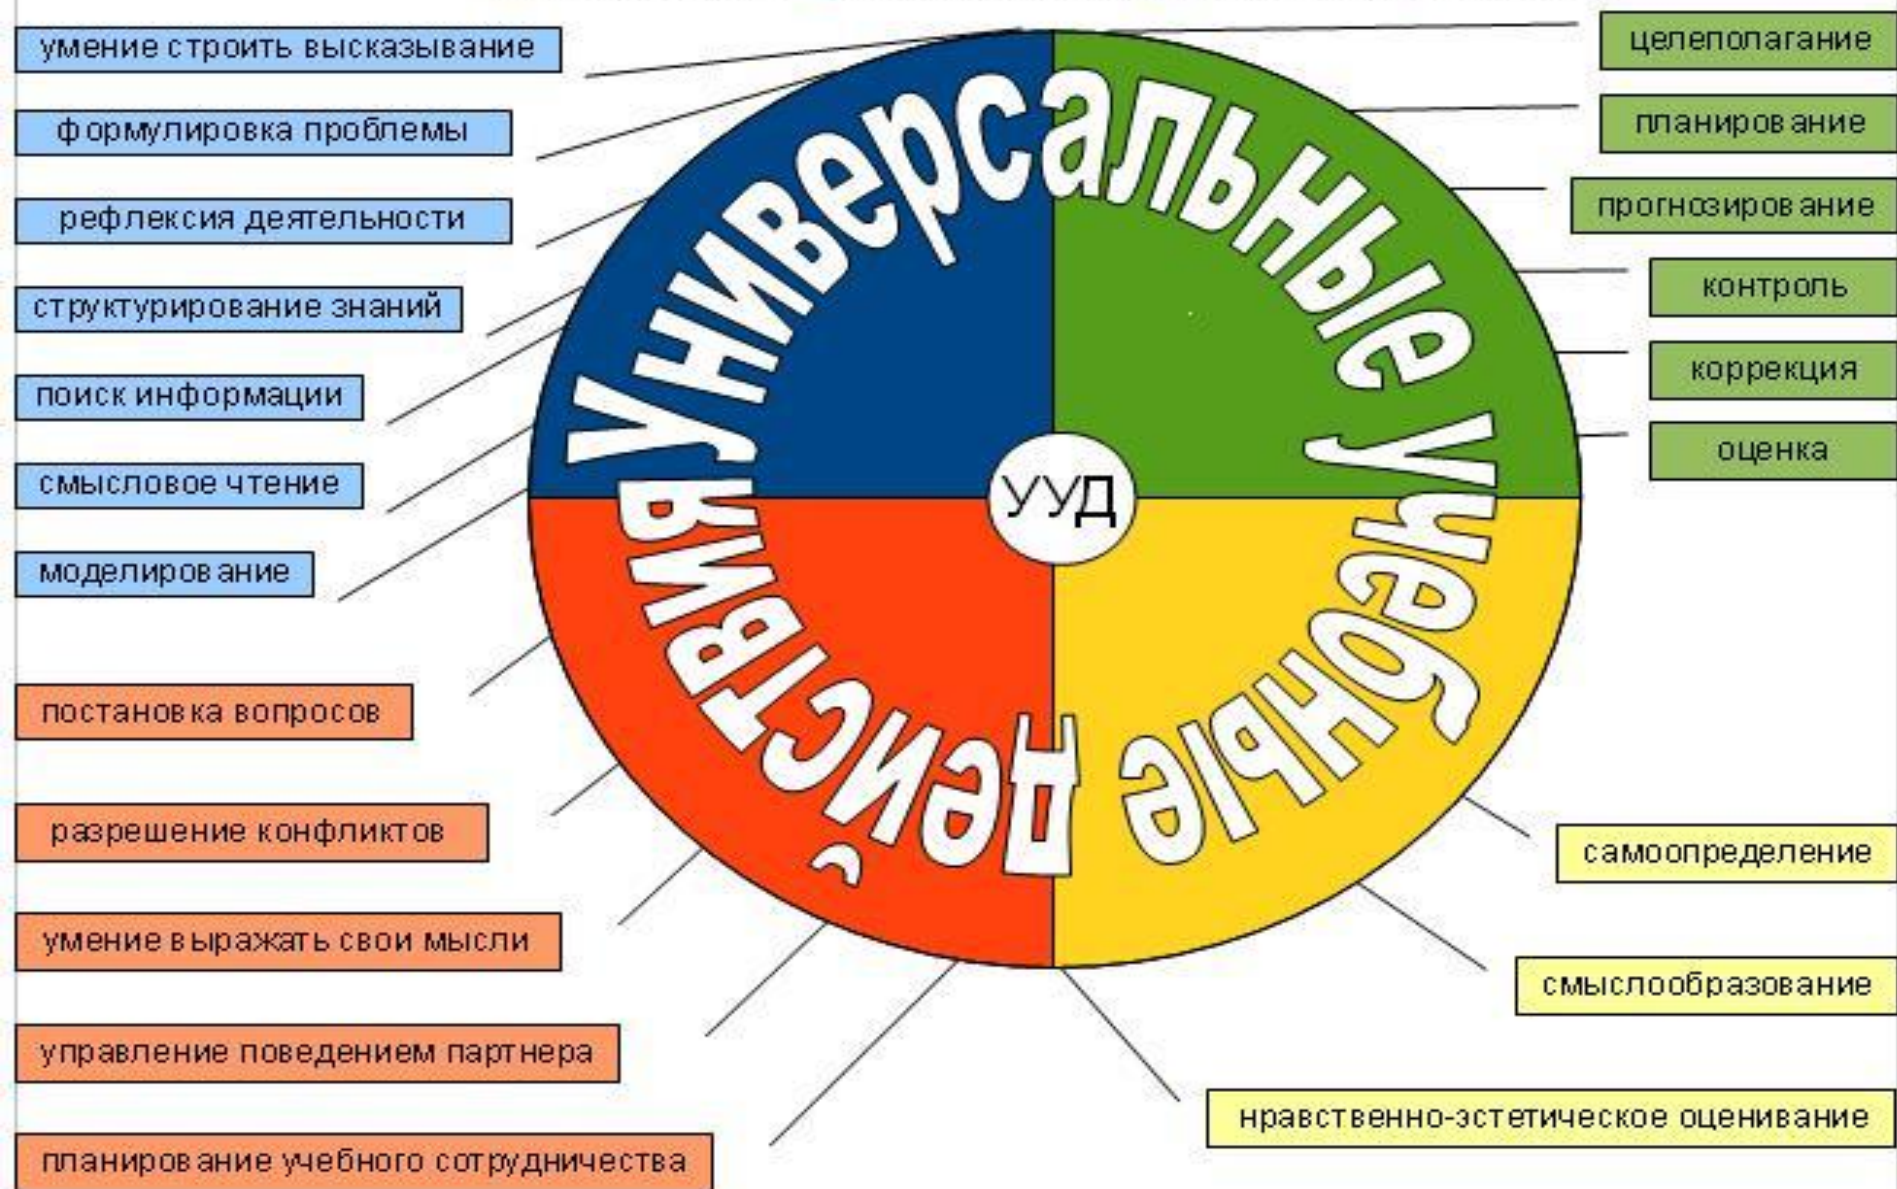 умение строить высказывание
формулировка проблемы
рефлексия деятельности
структурирование знаний
поиск информации
смысловое чтение
моделирование
постановка вопросов
разрешение конфликтов
умение выражать свои мысли
управление поведением партнера
планирование учебного сотрудничества
Универсальные учебные действия
УУД
целеполагание
планирование
прогнозирование
контроль
коррекция
оценка
самоопределение
смыслообразование
нравственно-эстетическое оценивание